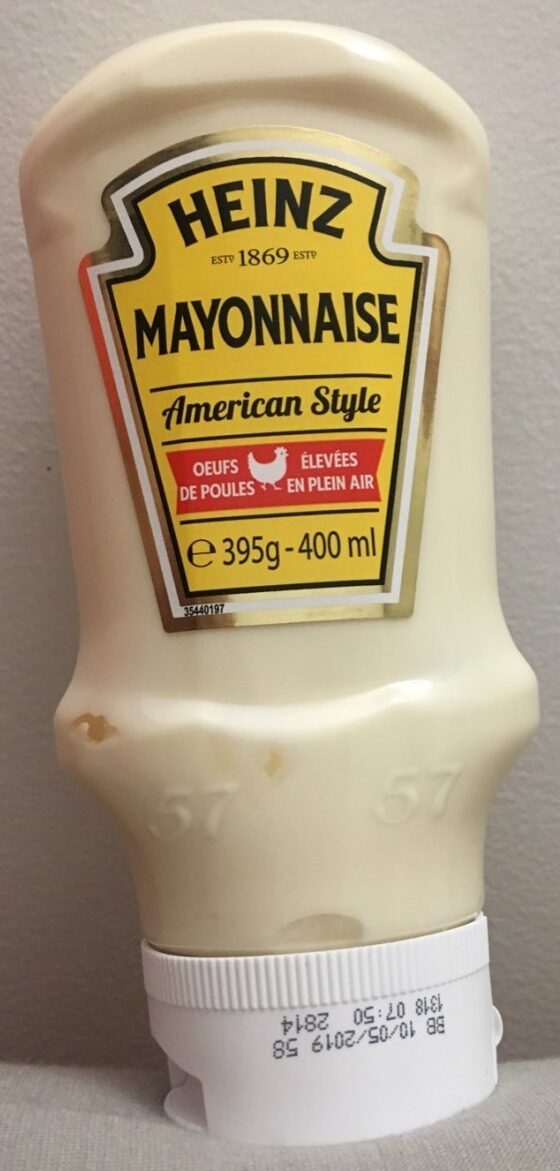 HEINZ
ESTD 1869 ESTD
MAYONNAISE
American Style
OEUFS DE POULES ÉLEVÉES EN PLEIN AIR
℮ 395g - 400 ml
35440197
57 57
BB 10/05/2019 58
1318 07:50 2814